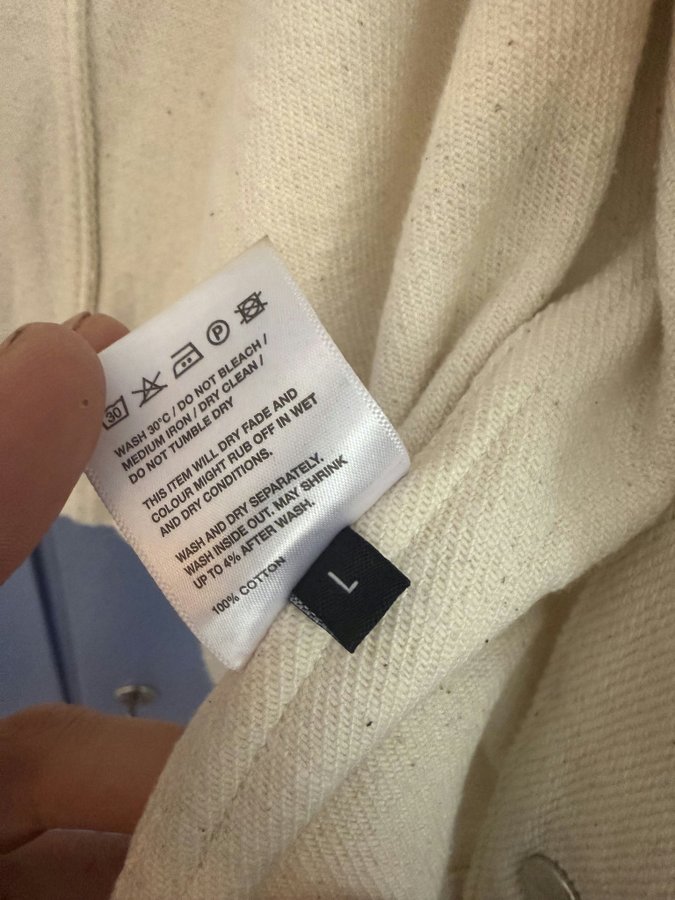 30
P
WASH 30°C / DO NOT BLEACH /
MEDIUM IRON / DRY CLEAN /
DO NOT TUMBLE DRY
THIS ITEM WILL DRY FADE AND
COLOUR MIGHT RUB OFF IN WET
AND DRY CONDITIONS.
WASH AND DRY SEPARATELY.
WASH INSIDE OUT. MAY SHRINK
UP TO 4% AFTER WASH.
100% COTTON
L